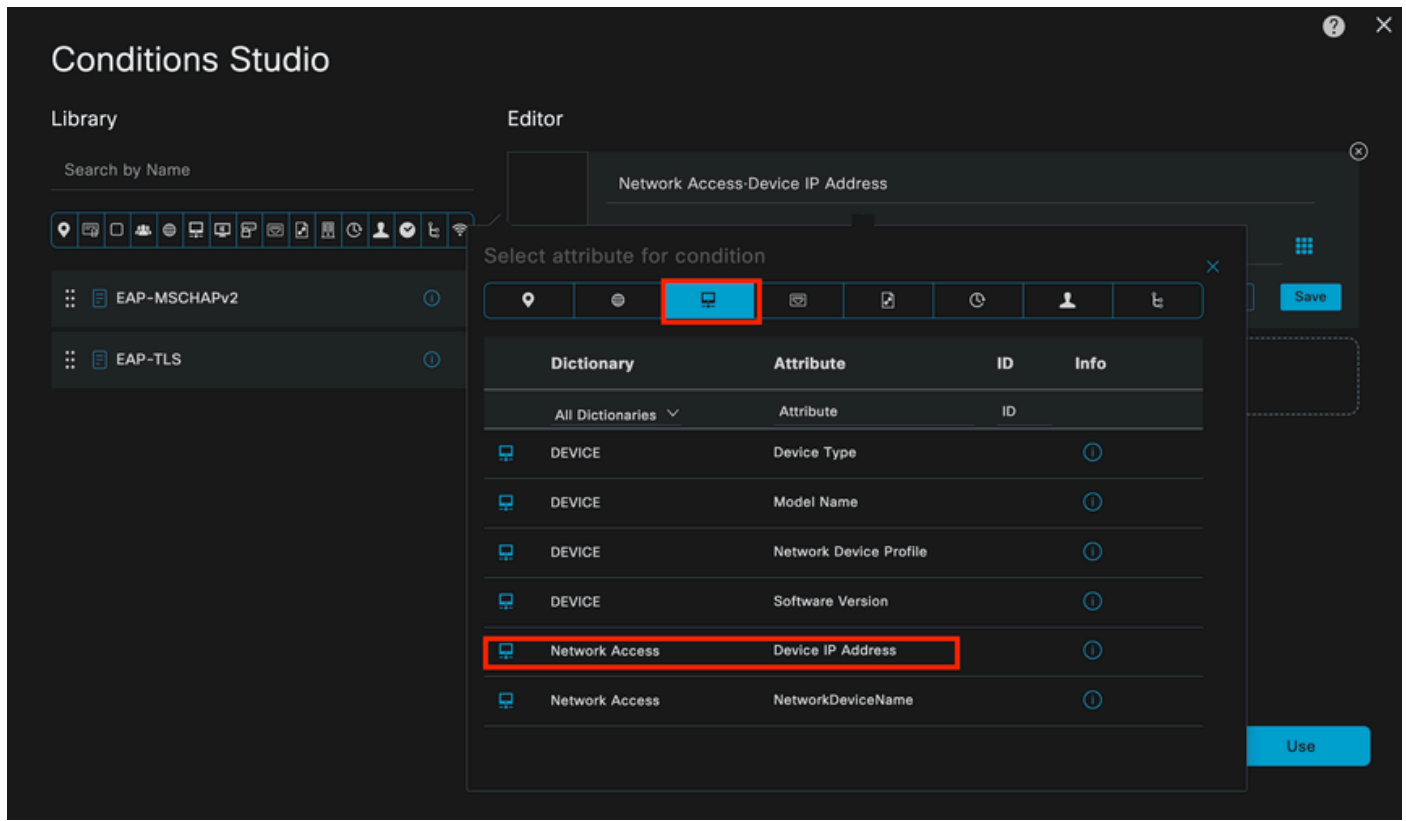 Conditions Studio
Library
Editor
Search by Name
Network Access·Device IP Address
EAP-MSCHAPv2
EAP-TLS
Select attribute for condition
Save
Dictionary Attribute ID Info
All Dictionaries Attribute ID
DEVICE Device Type
DEVICE Model Name
DEVICE Network Device Profile
DEVICE Software Version
Network Access Device IP Address
Network Access NetworkDeviceName
Use